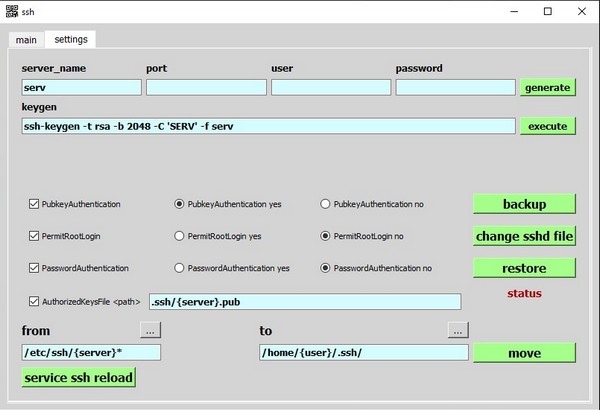 ssh
main settings
server_name port user password
serv generate
keygen
ssh-keygen -t rsa -b 2048 -C 'SERV' -f serv execute
PubkeyAuthentication PubkeyAuthentication yes PubkeyAuthentication no backup
PermitRootLogin PermitRootLogin yes PermitRootLogin no change sshd file
PasswordAuthentication PasswordAuthentication yes PasswordAuthentication no restore
AuthorizedKeysFile <path> .ssh/{server}.pub status
from ... to ...
/etc/ssh/{server}* /home/{user}/.ssh/ move
service ssh reload